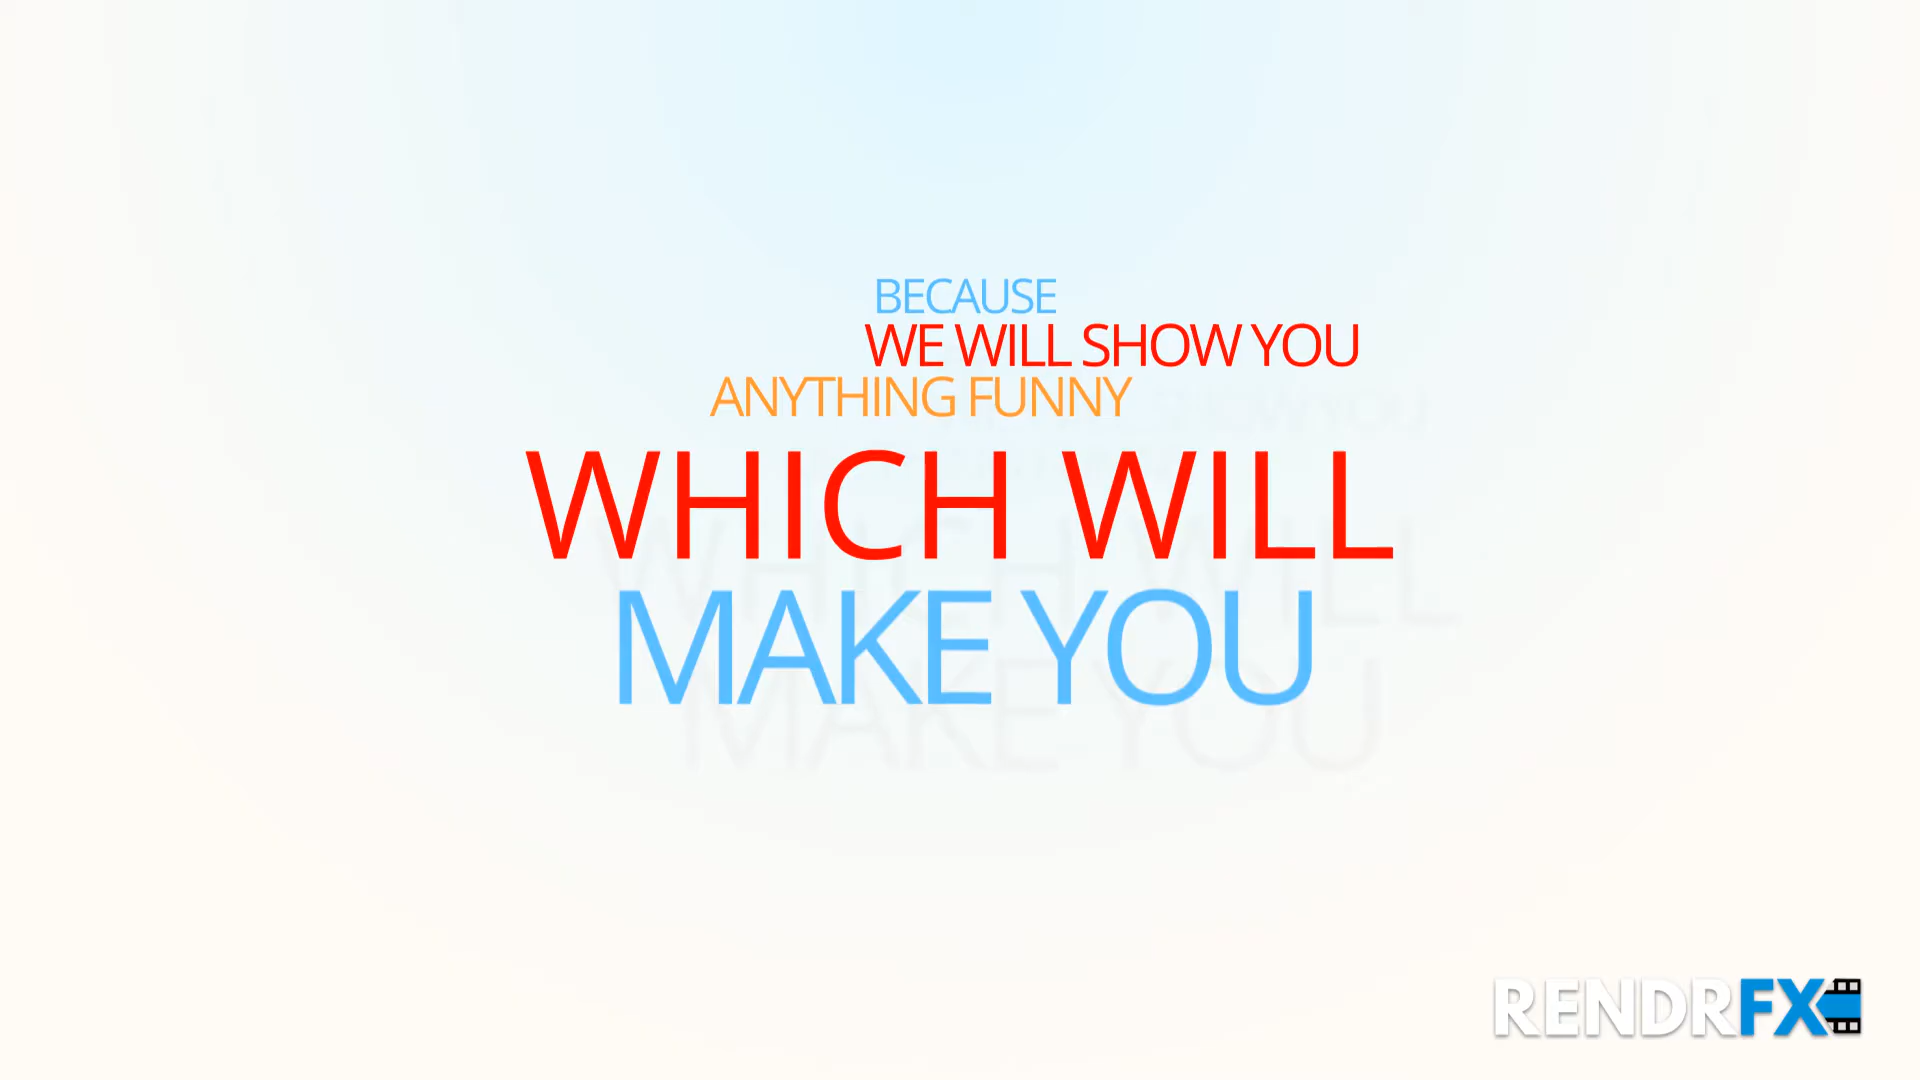 BECAUSE
WE WILL SHOW YOU
ANYTHING FUNNY
WHICH WILL
MAKE YOU
RENDRFX